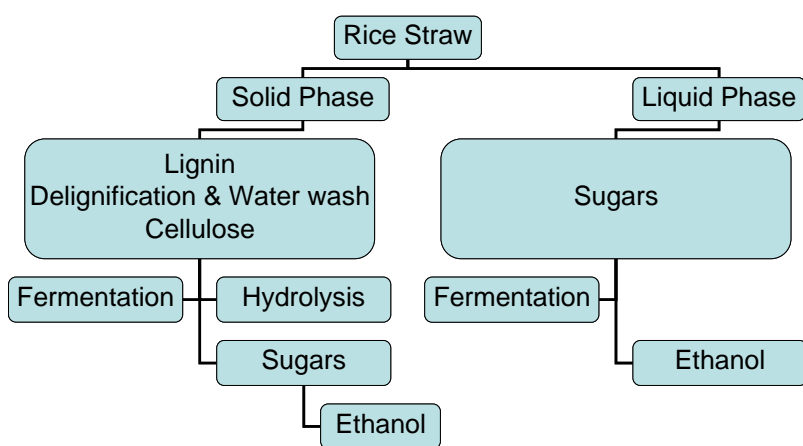 Rice Straw
Solid Phase
Liquid Phase
Lignin
Delignification & Water wash
Cellulose
Sugars
Fermentation
Hydrolysis
Fermentation
Sugars
Ethanol
Ethanol